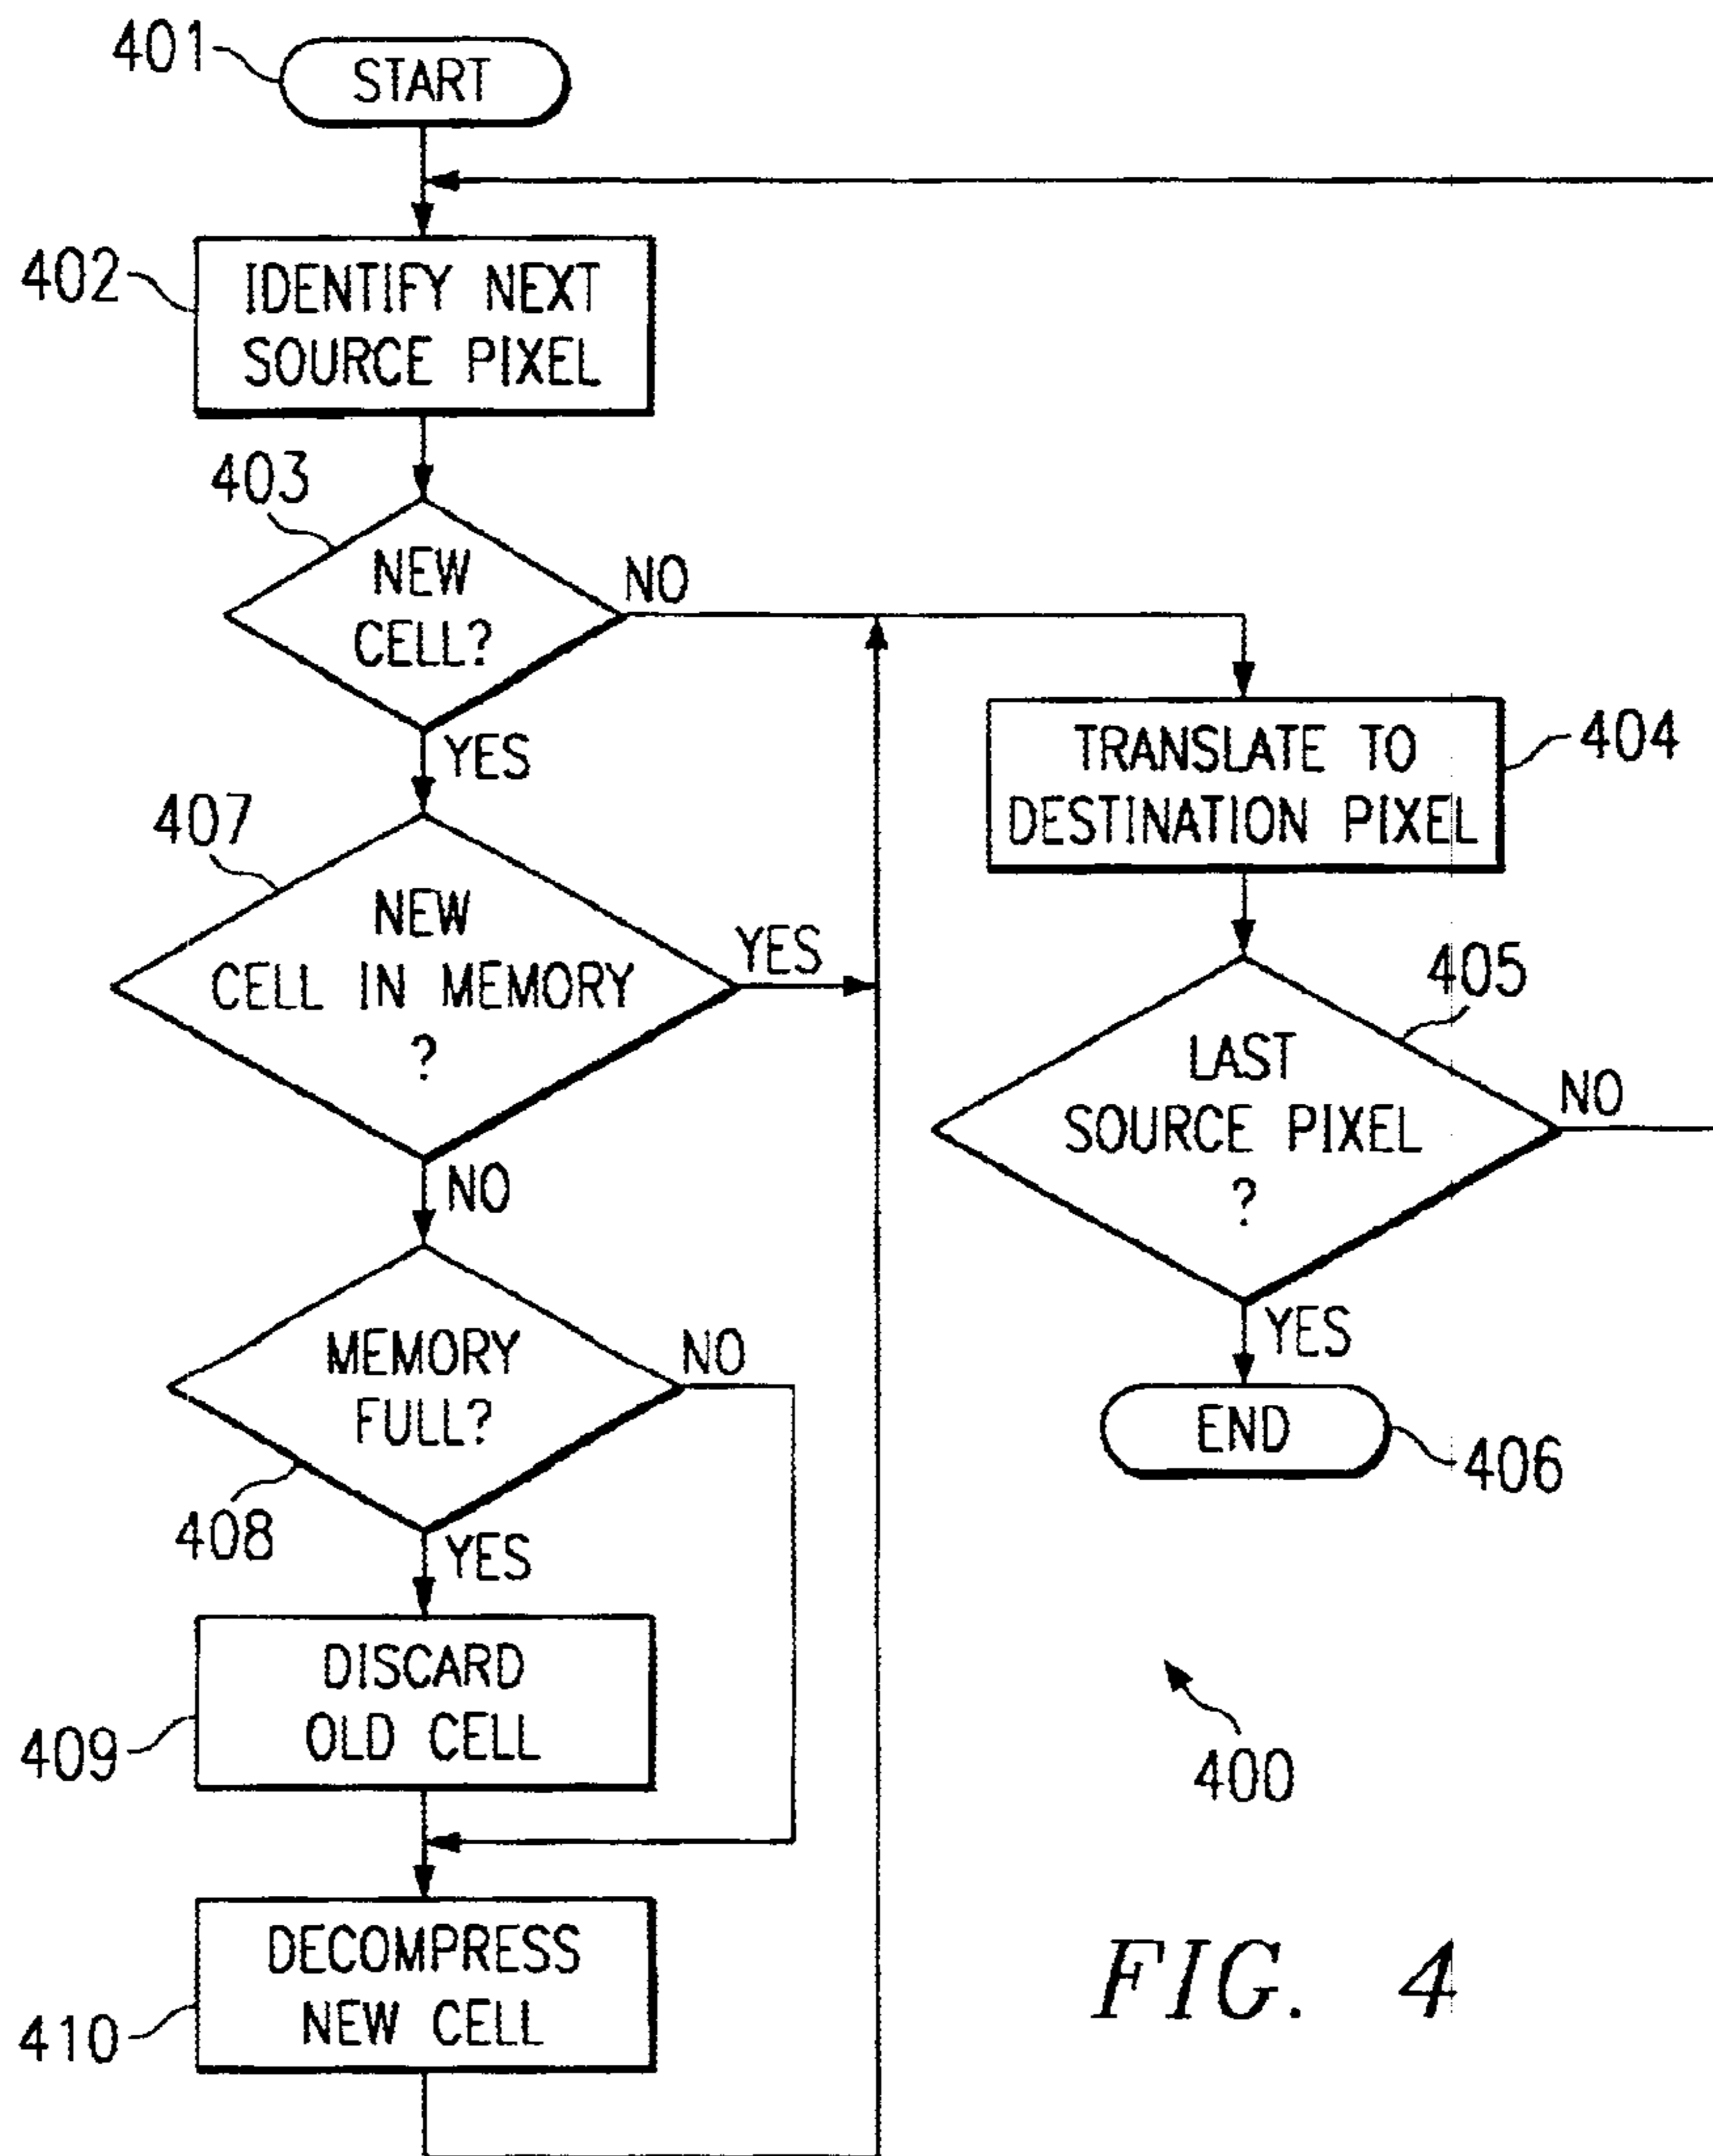 401
START
402
IDENTIFY NEXT
SOURCE PIXEL
403
NEW
CELL?
NO
YES
407
NEW
CELL IN MEMORY
?
YES
NO
408
MEMORY
FULL?
NO
YES
409
DISCARD
OLD CELL
410
DECOMPRESS
NEW CELL
TRANSLATE TO
DESTINATION PIXEL
404
405
LAST
SOURCE PIXEL
?
NO
YES
END
406
400
FIG. 4